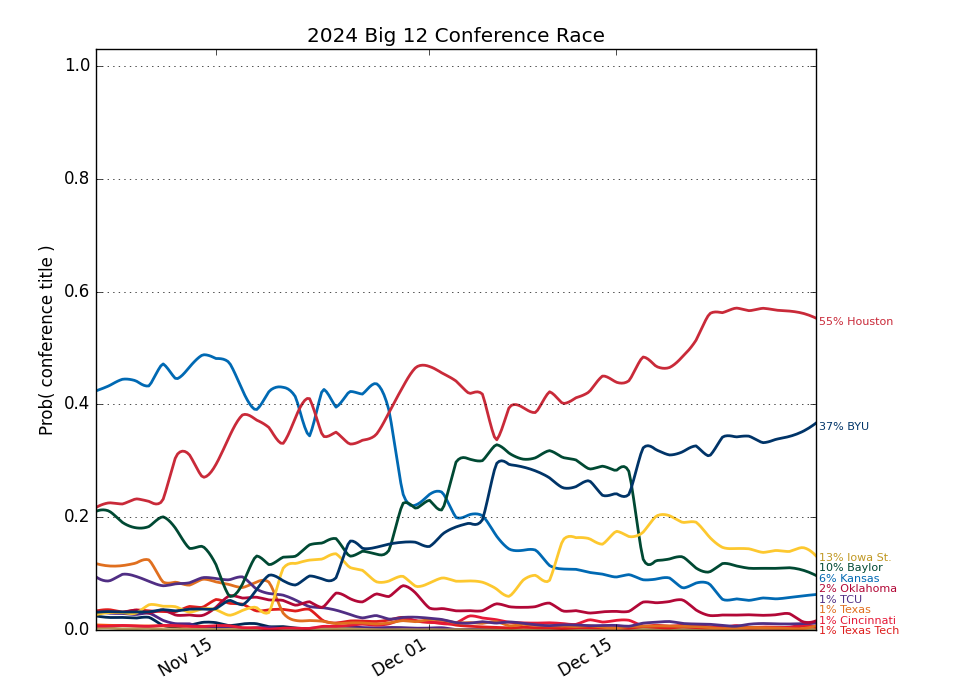 2024 Big 12 Conference Race
Prob( conference title )
1.0
0.8
0.6
0.4
0.2
0.0
Nov 15
Dec 01
Dec 15
55% Houston
37% BYU
13% Iowa St.
10% Baylor
6% Kansas
2% Oklahoma
1% TCU
1% Texas
1% Cincinnati
1% Texas Tech